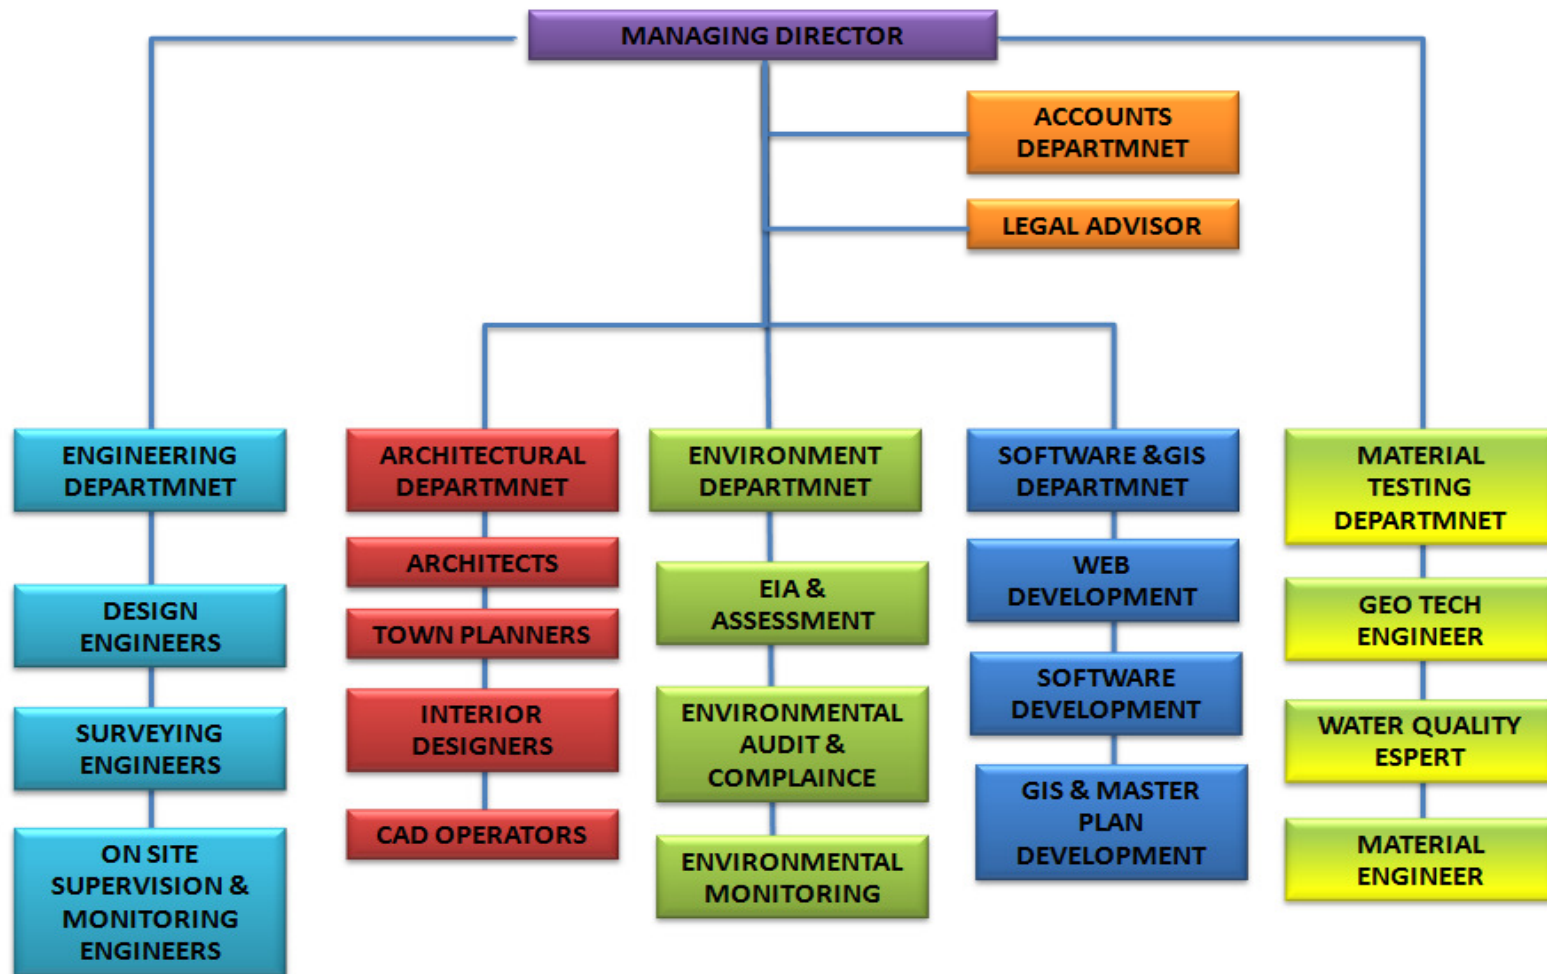 MANAGING DIRECTOR
ACCOUNTS
DEPARTMNET
LEGAL ADVISOR
ENGINEERING
DEPARTMNET
DESIGN
ENGINEERS
SURVEYING
ENGINEERS
ON SITE
SUPERVISION &
MONITORING
ENGINEERS
ARCHITECTURAL
DEPARTMNET
ARCHITECTS
TOWN PLANNERS
INTERIOR
DESIGNERS
CAD OPERATORS
ENVIRONMENT
DEPARTMNET
EIA &
ASSESSMENT
ENVIRONMENTAL
AUDIT &
COMPLAINCE
ENVIRONMENTAL
MONITORING
SOFTWARE &GIS
DEPARTMNET
WEB
DEVELOPMENT
SOFTWARE
DEVELOPMENT
GIS & MASTER
PLAN
DEVELOPMENT
MATERIAL
TESTING
DEPARTMNET
GEO TECH
ENGINEER
WATER QUALITY
ESPERT
MATERIAL
ENGINEER